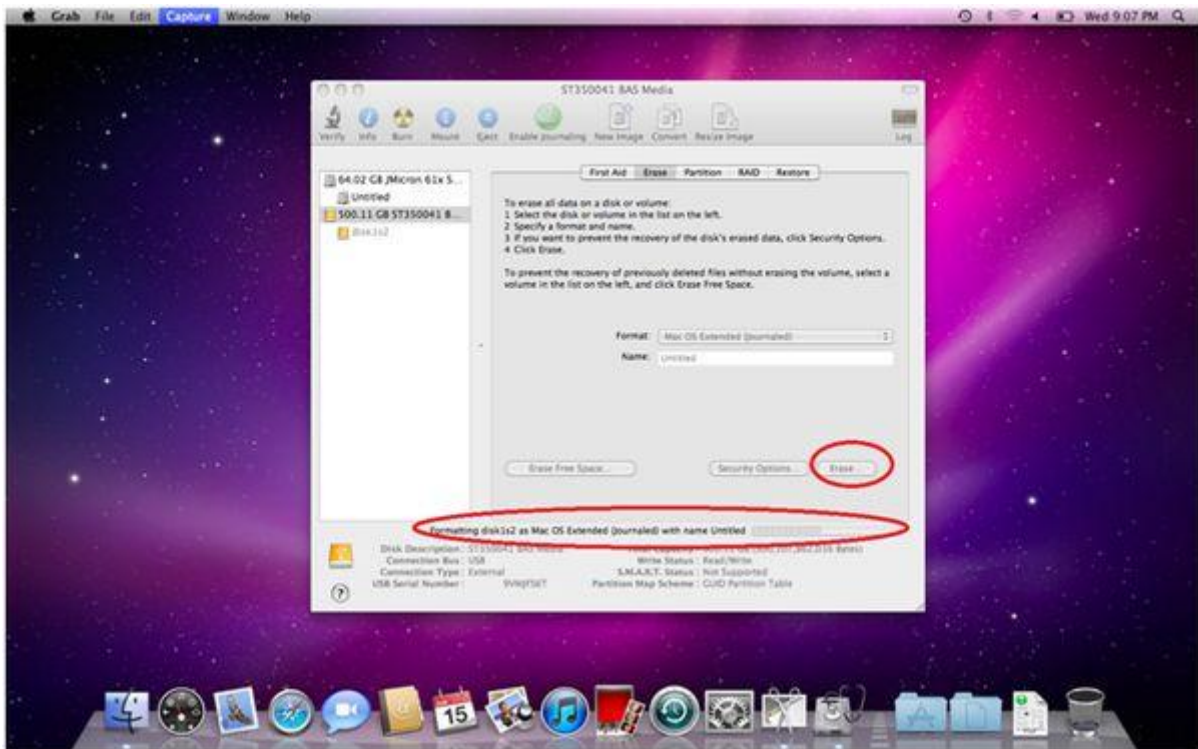 Grab File Edit Capture Window Help
Wed 9:07 PM
ST350041 8AS Media
Verify Info Burn Mount Eject Enable Journaling New Image Convert Resize Image Log
First Aid Erase Partition RAID Restore
64.02 GB JMicron 61x S...
Untitled
500.11 GB ST350041 8...
disk1s2
To erase all data on a disk or volume:
1 Select the disk or volume in the list on the left.
2 Specify a format and name.
3 If you want to prevent the recovery of the disk's erased data, click Security Options.
4 Click Erase.
To prevent the recovery of previously deleted files without erasing the volume, select a
volume in the list on the left, and click Erase Free Space.
Format: Mac OS Extended (Journaled)
Name: Untitled
Erase Free Space... Security Options... Erase...
Formatting disk1s2 as Mac OS Extended (Journaled) with name Untitled
Disk Description : ST350041 8AS Media
Connection Bus : USB
Write Status : Read/Write
Connection Type : External
S.M.A.R.T. Status : Not Supported
USB Serial Number :
Partition Map Scheme : GUID Partition Table
?
15